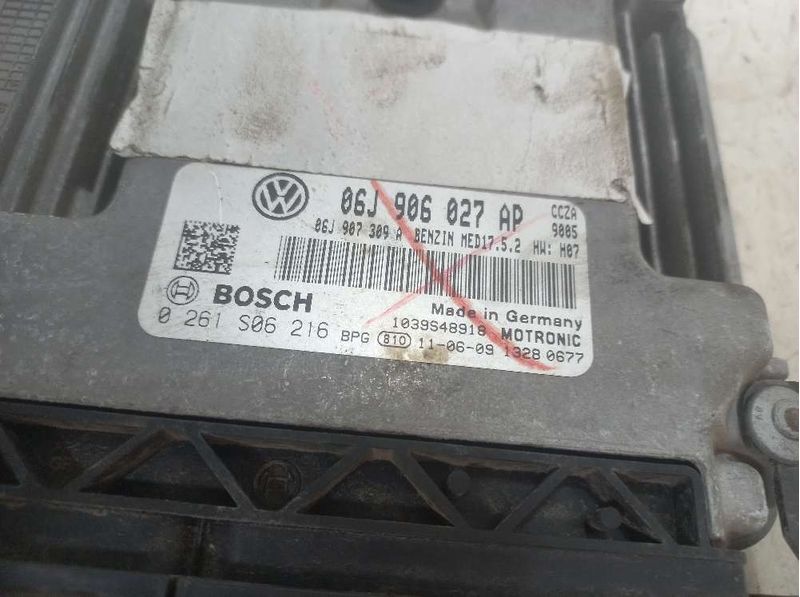 06J 906 027 AP CCZA
06J 907 309 A BENZIN MED17.5.2 HW: H07 9005
BOSCH
Made in Germany
0 261 S06 216 1039S48918 MOTRONIC
BPG 810 11-06-09 1328 0677